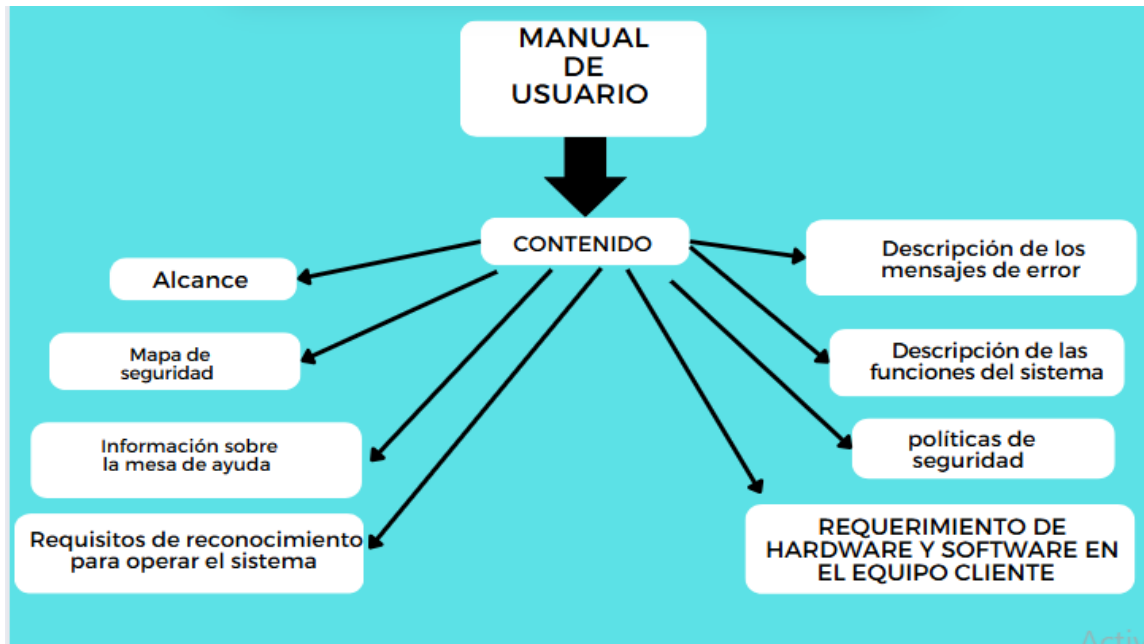 MANUAL
DE
USUARIO
CONTENIDO
Alcance
Mapa de
seguridad
Información sobre
la mesa de ayuda
Requisitos de reconocimiento
para operar el sistema
Descripción de los
mensajes de error
Descripción de las
funciones del sistema
políticas de
seguridad
REQUERIMIENTO DE
HARDWARE Y SOFTWARE EN
EL EQUIPO CLIENTE